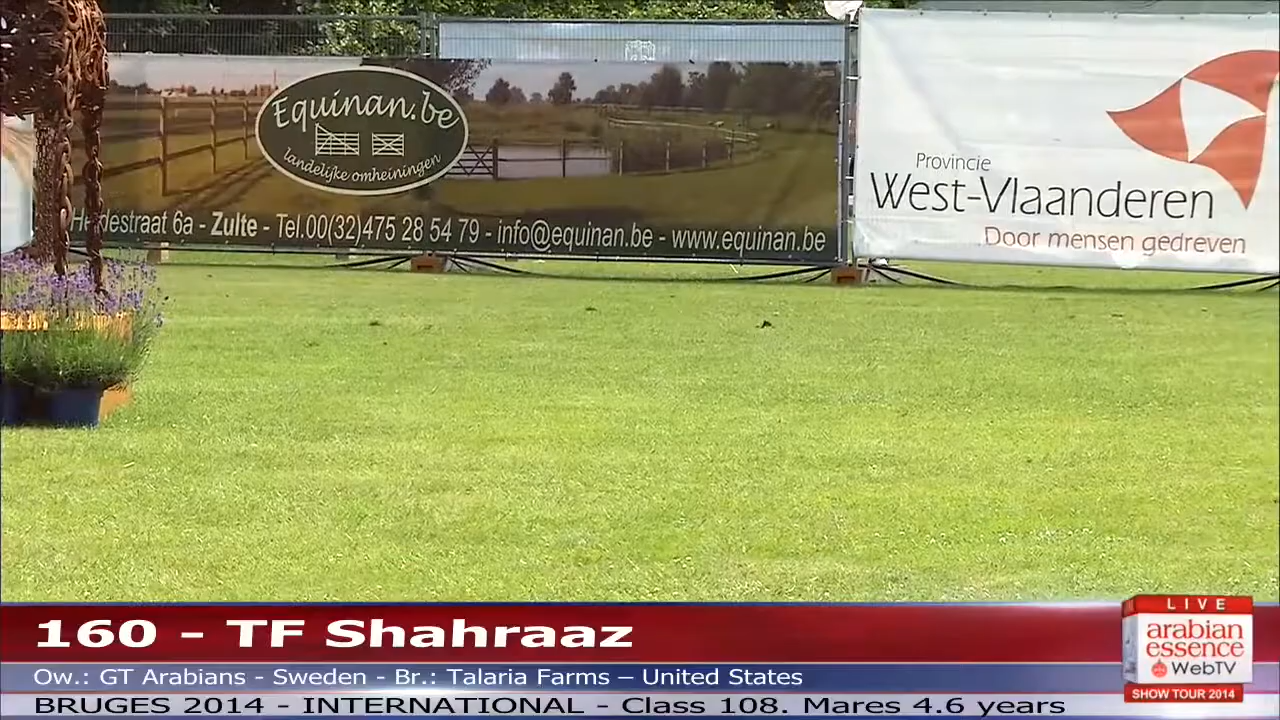 Equinan.be
landelijke omheiningen
Heidestraat 6a - Zulte - Tel.00(32)475 28 54 79 - info@equinan.be - www.equinan.be
Provincie
West-Vlaanderen
Door mensen gedreven
160 - TF Shahraaz
Ow.: GT Arabians - Sweden - Br.: Talaria Farms – United States
BRUGES 2014 - INTERNATIONAL - Class 108. Mares 4.6 years
LIVE
arabian
essence
WebTV
SHOW TOUR 2014